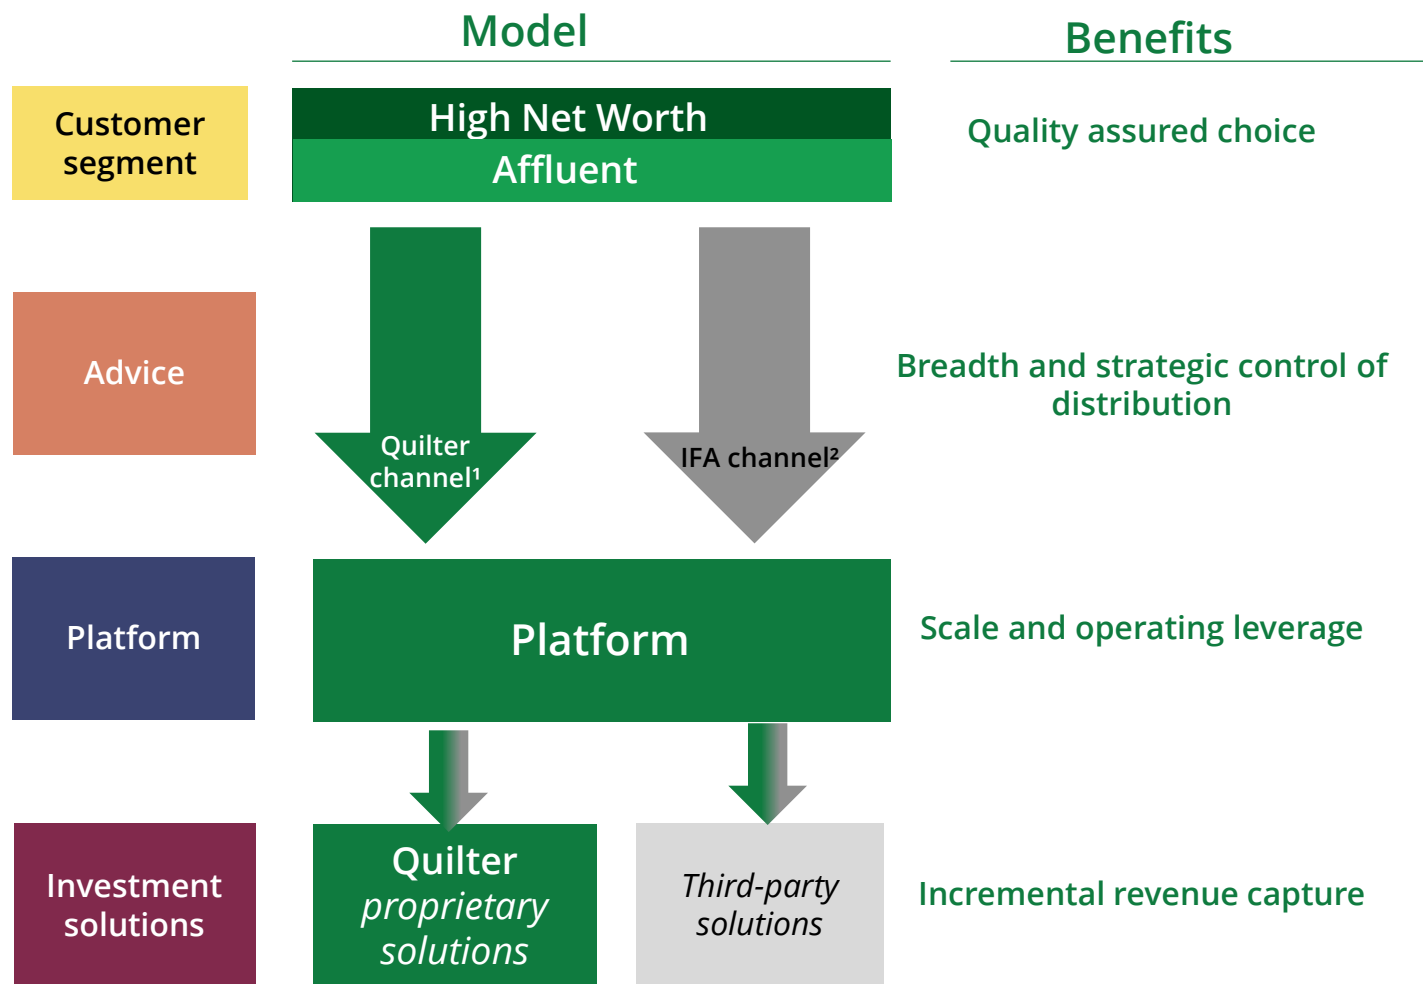 Model
Benefits
Customer
segment
High Net Worth
Affluent
Quality assured choice
Advice
Quilter
channel¹
IFA channel²
Breadth and strategic control of
distribution
Platform
Platform
Scale and operating leverage
Investment
solutions
Quilter
proprietary
solutions
Third-party
solutions
Incremental revenue capture